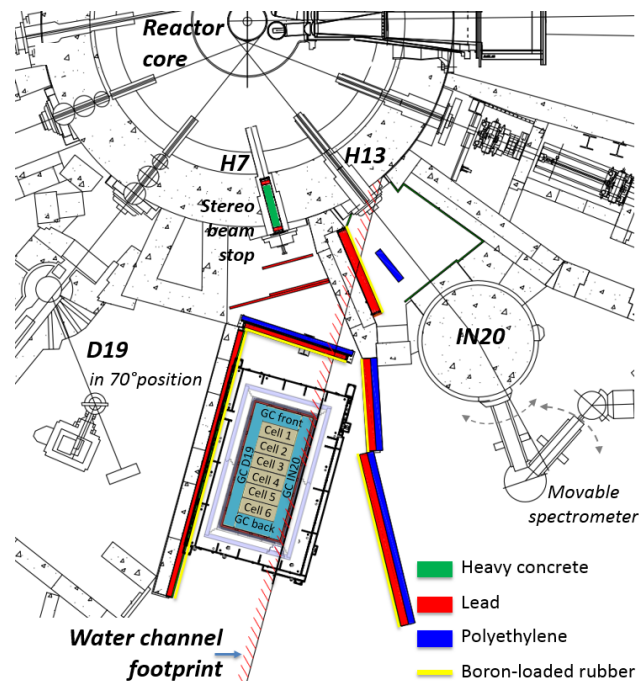 Reactor
core
H7
H13
Stereo
beam
stop
D19
in 70°position
IN20
GC front
Cell 1
Cell 2
Cell 3
Cell 4
Cell 5
Cell 6
GC D19
GC IN20
GC back
Movable
spectrometer
Heavy concrete
Lead
Polyethylene
Boron-loaded rubber
Water channel
footprint